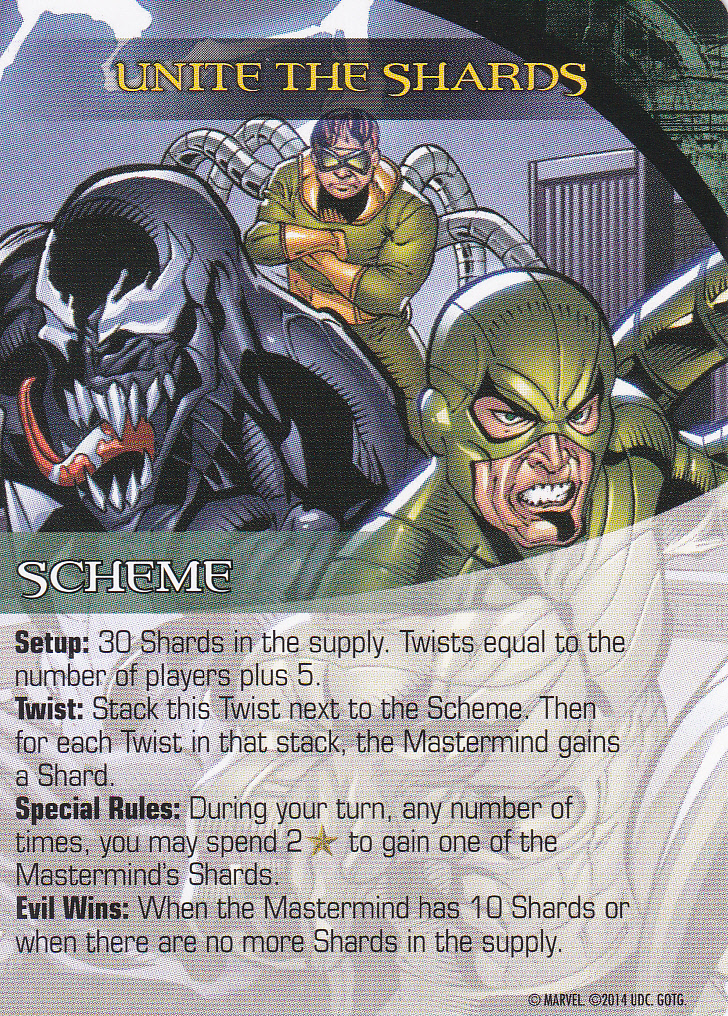 UNITE THE SHARDS
SCHEME
Setup: 30 Shards in the supply. Twists equal to the
number of players plus 5.
Twist: Stack this Twist next to the Scheme. Then
for each Twist in that stack, the Mastermind gains
a Shard.
Special Rules: During your turn, any number of
times, you may spend 2 ★ to gain one of the
Mastermind's Shards.
Evil Wins: When the Mastermind has 10 Shards or
when there are no more Shards in the supply.
© MARVEL. ©2014 UDC. GOTG.